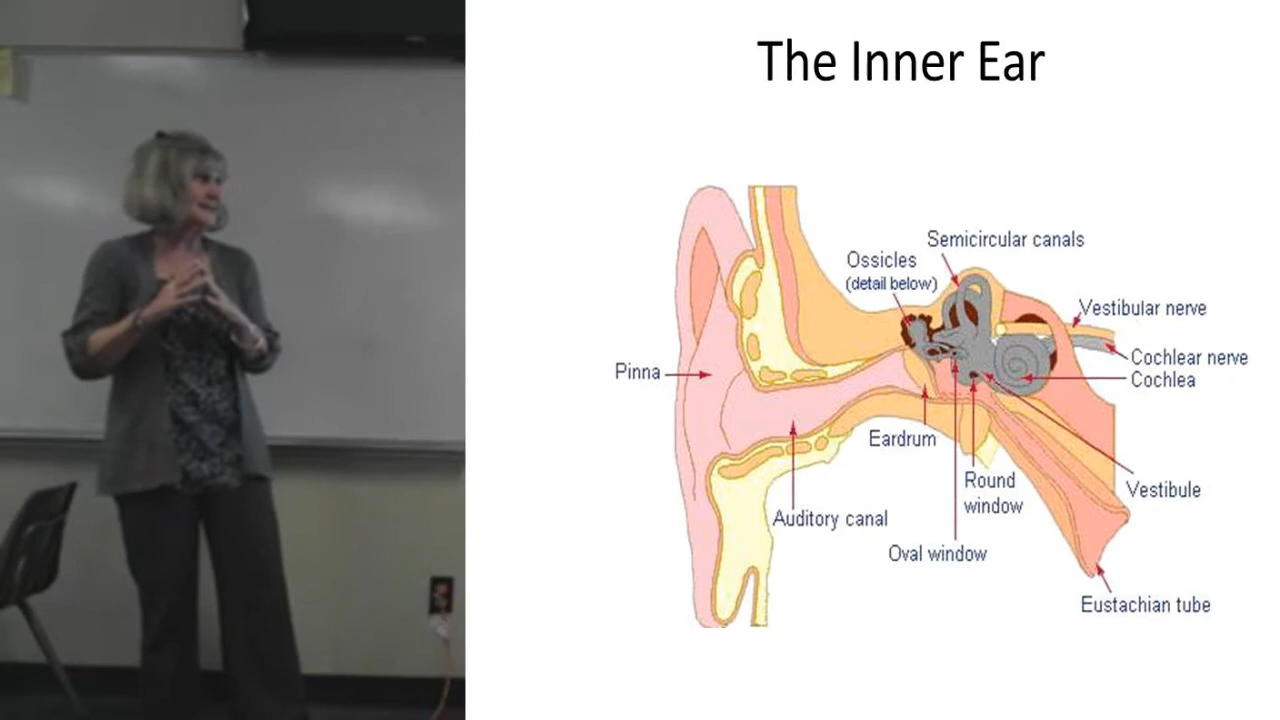 The Inner Ear
Semicircular canals
Ossicles
(detail below)
Vestibular nerve
Cochlear nerve
Pinna
Cochlea
Eardrum
Round
window
Vestibule
Auditory canal
Oval window
Eustachian tube